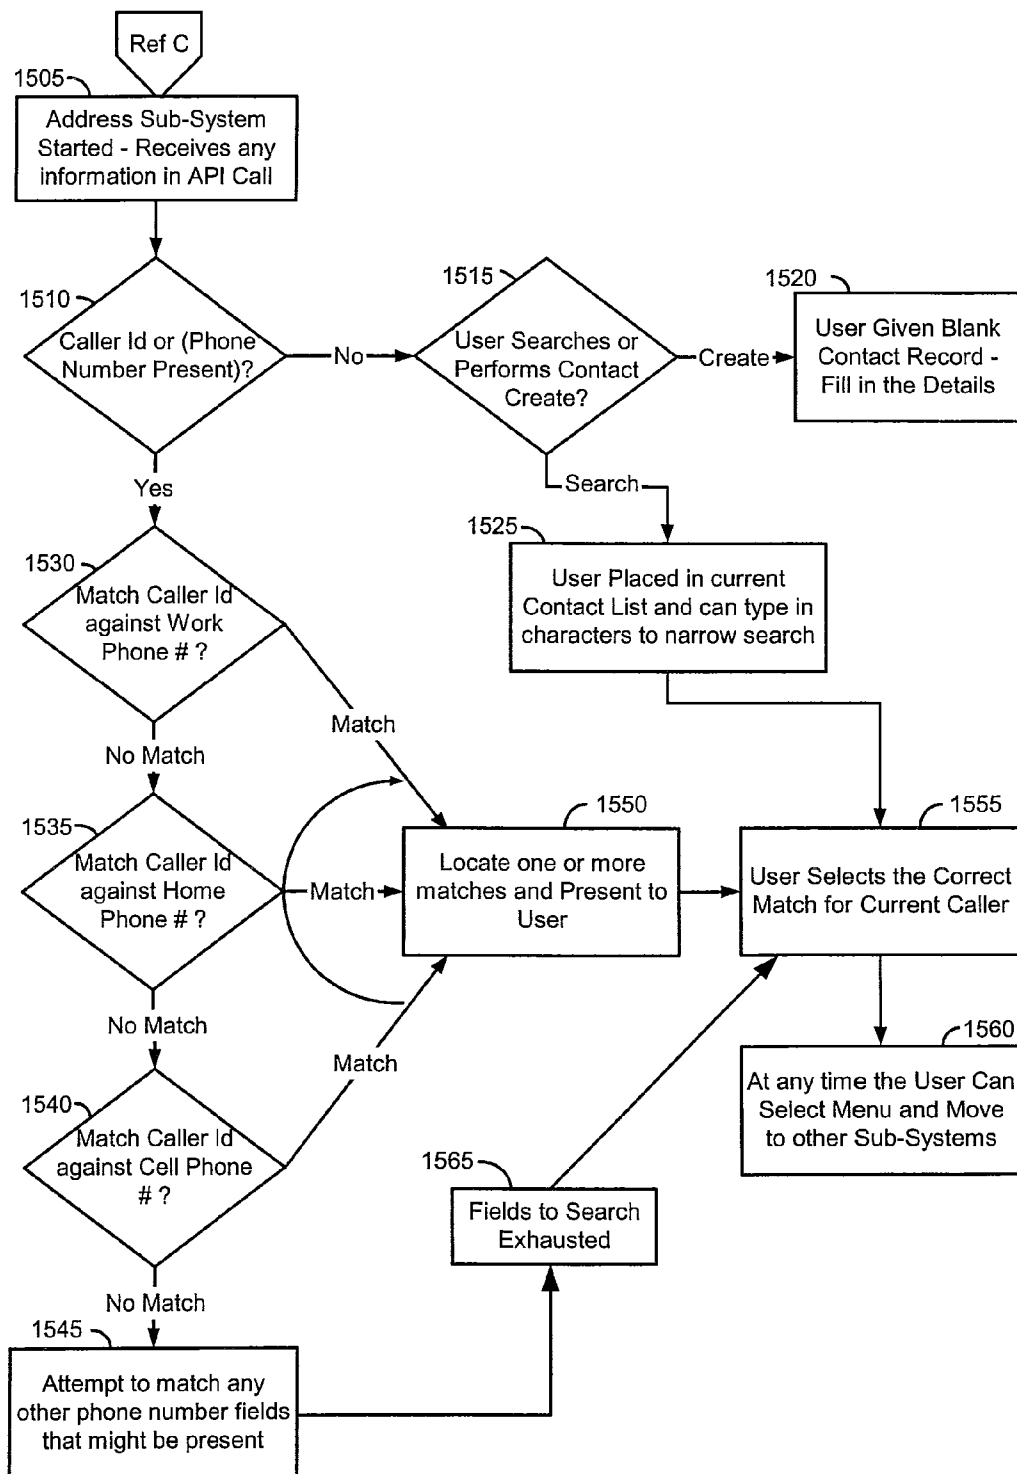 Ref C
1505
Address Sub-System
Started - Receives any
information in API Call
1510
Caller Id or (Phone
Number Present)?
No
1515
User Searches or
Performs Contact
Create?
Create
1520
User Given Blank
Contact Record -
Fill in the Details
Yes
Search
1525
User Placed in current
Contact List and can type in
characters to narrow search
1530
Match Caller Id
against Work
Phone # ?
Match
No Match
1535
Match Caller Id
against Home
Phone # ?
Match
1550
Locate one or more
matches and Present to
User
1555
User Selects the Correct
Match for Current Caller
No Match
Match
1560
At any time the User Can
Select Menu and Move
to other Sub-Systems
1540
Match Caller Id
against Cell Phone
# ?
1565
Fields to Search
Exhausted
No Match
1545
Attempt to match any
other phone number fields
that might be present